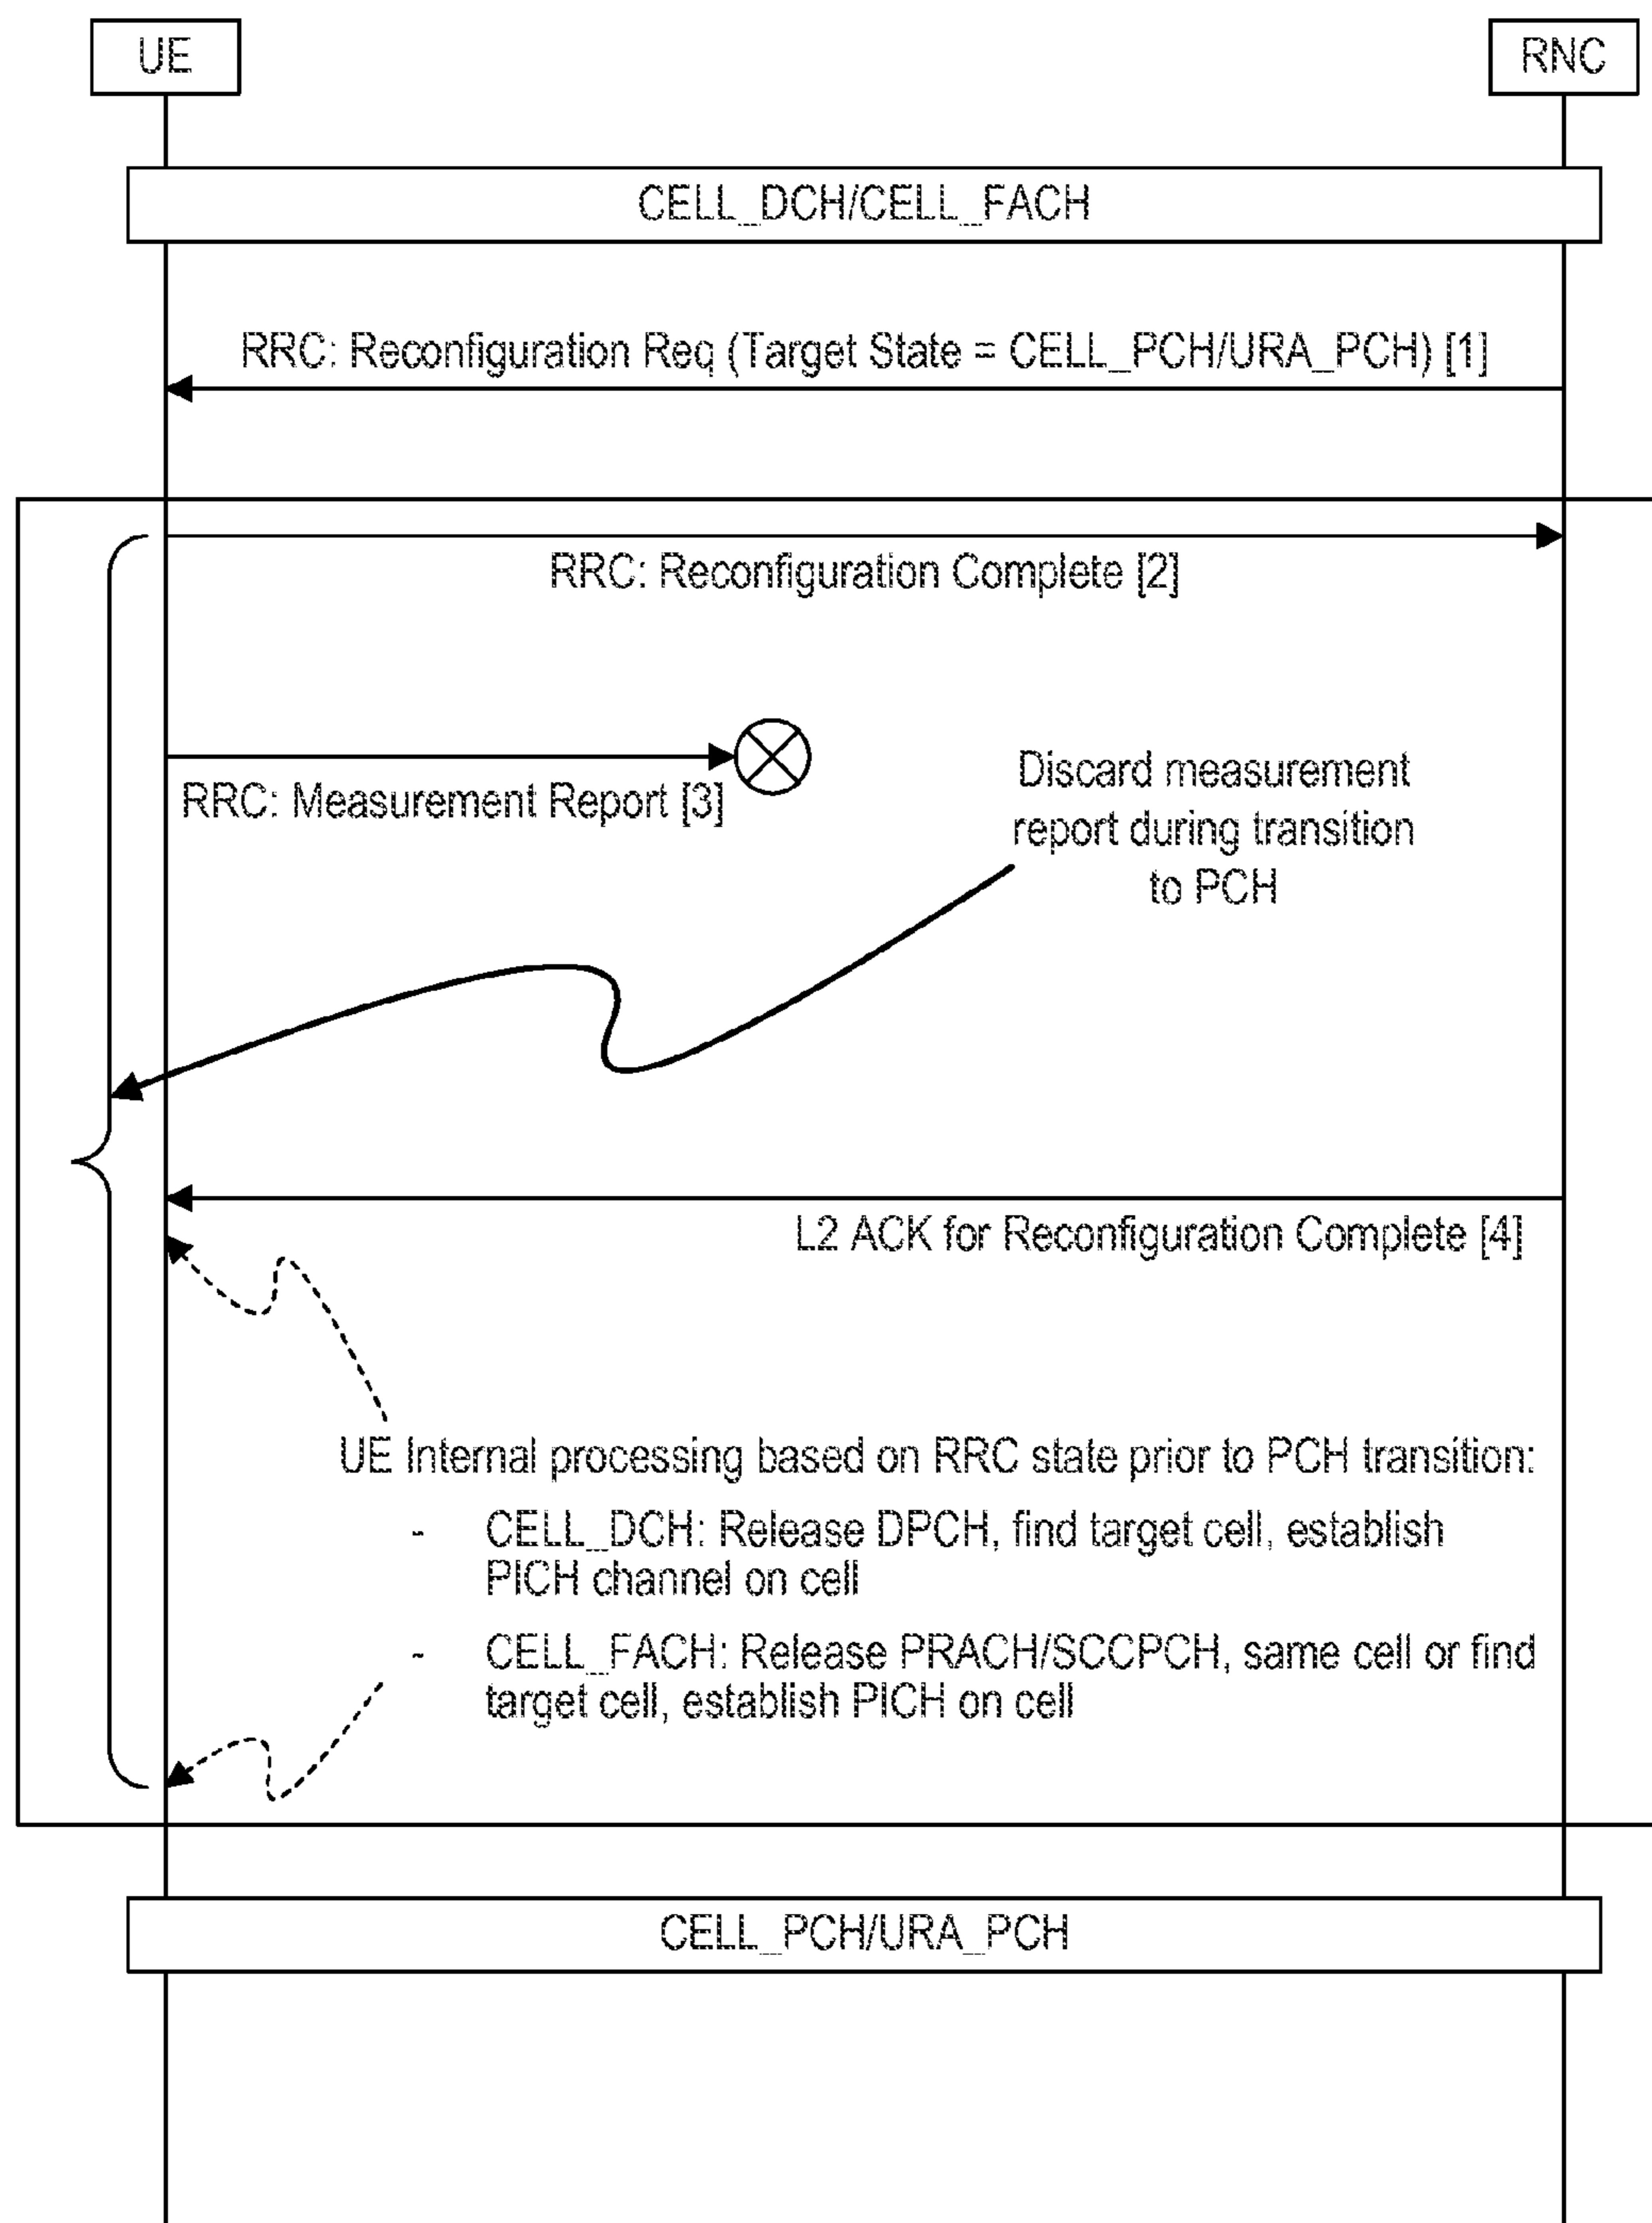 UE
RNC
CELL_DCH/CELL_FACH
RRC: Reconfiguration Req (Target State = CELL_PCH/URA_PCH) [1]
RRC: Reconfiguration Complete [2]
RRC: Measurement Report [3]
Discard measurement
report during transition
to PCH
L2 ACK for Reconfiguration Complete [4]
UE Internal processing based on RRC state prior to PCH transition:
- CELL_DCH: Release DPCH, find target cell, establish
PICH channel on cell
- CELL_FACH: Release PRACH/SCCPCH, same cell or find
target cell, establish PICH on cell
CELL_PCH/URA_PCH